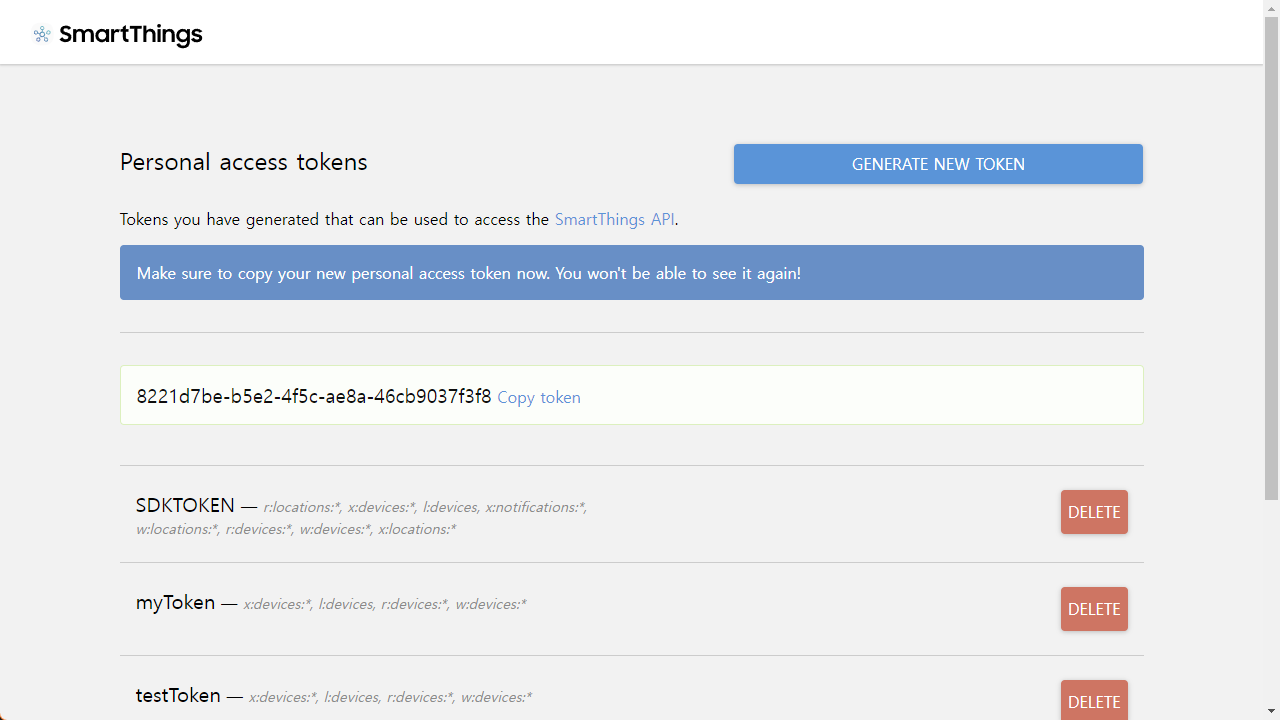 SmartThings
Personal access tokens
GENERATE NEW TOKEN
Tokens you have generated that can be used to access the SmartThings API.
Make sure to copy your new personal access token now. You won't be able to see it again!
8221d7be-b5e2-4f5c-ae8a-46cb9037f3f8 Copy token
SDKTOKEN — r:locations:*, x:devices:*, l:devices, x:notifications:*,
w:locations:*, r:devices:*, w:devices:*, x:locations:*
DELETE
myToken — x:devices:*, l:devices, r:devices:*, w:devices:*
DELETE
testToken — x:devices:*, l:devices, r:devices:*, w:devices:*
DELETE